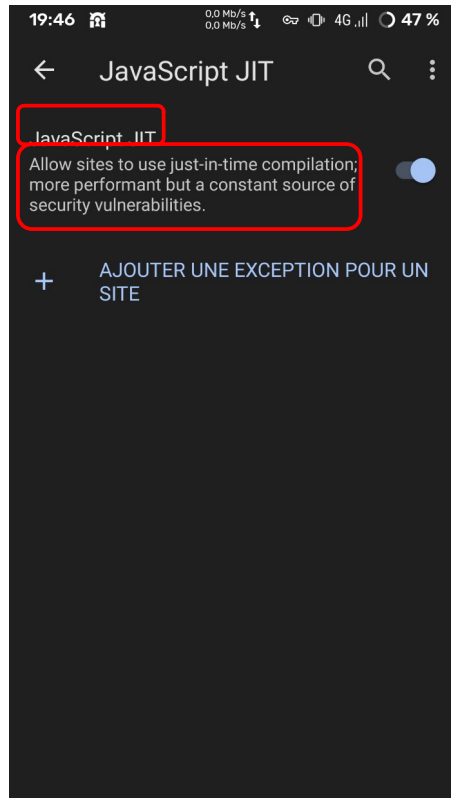 19:46
0,0 Mb/s
0,0 Mb/s
4G
47 %
JavaScript JIT
JavaScript JIT
Allow sites to use just-in-time compilation;
more performant but a constant source of
security vulnerabilities.
AJOUTER UNE EXCEPTION POUR UN
SITE